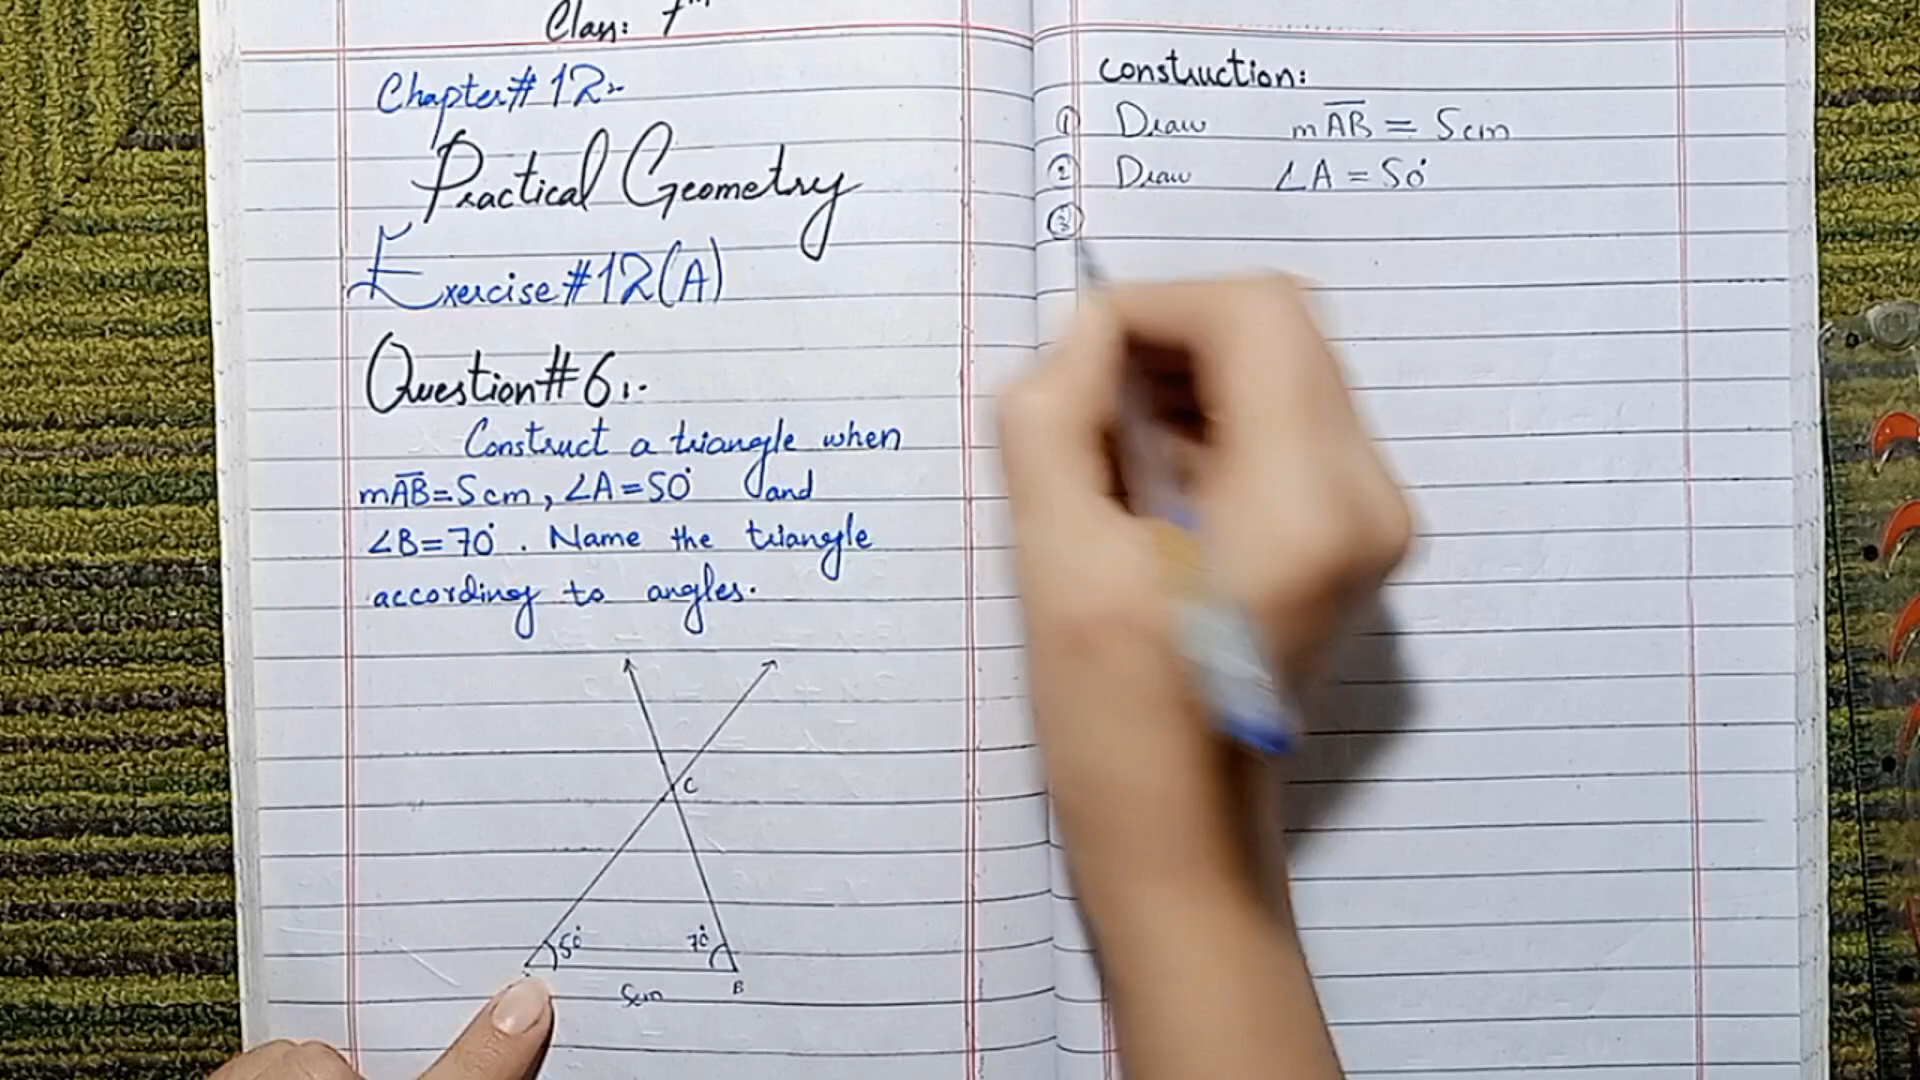 Class: 7th
Chapter# 12:-
Practical Geometry
Exercise#12(A)
Question#6:-
Construct a triangle when
mAB=5cm, ∠A=50° and
∠B=70°. Name the triangle
according to angles.
C
50° 70°
5cm B
construction:
① Draw mAB = 5cm
② Draw ∠A = 50°
③